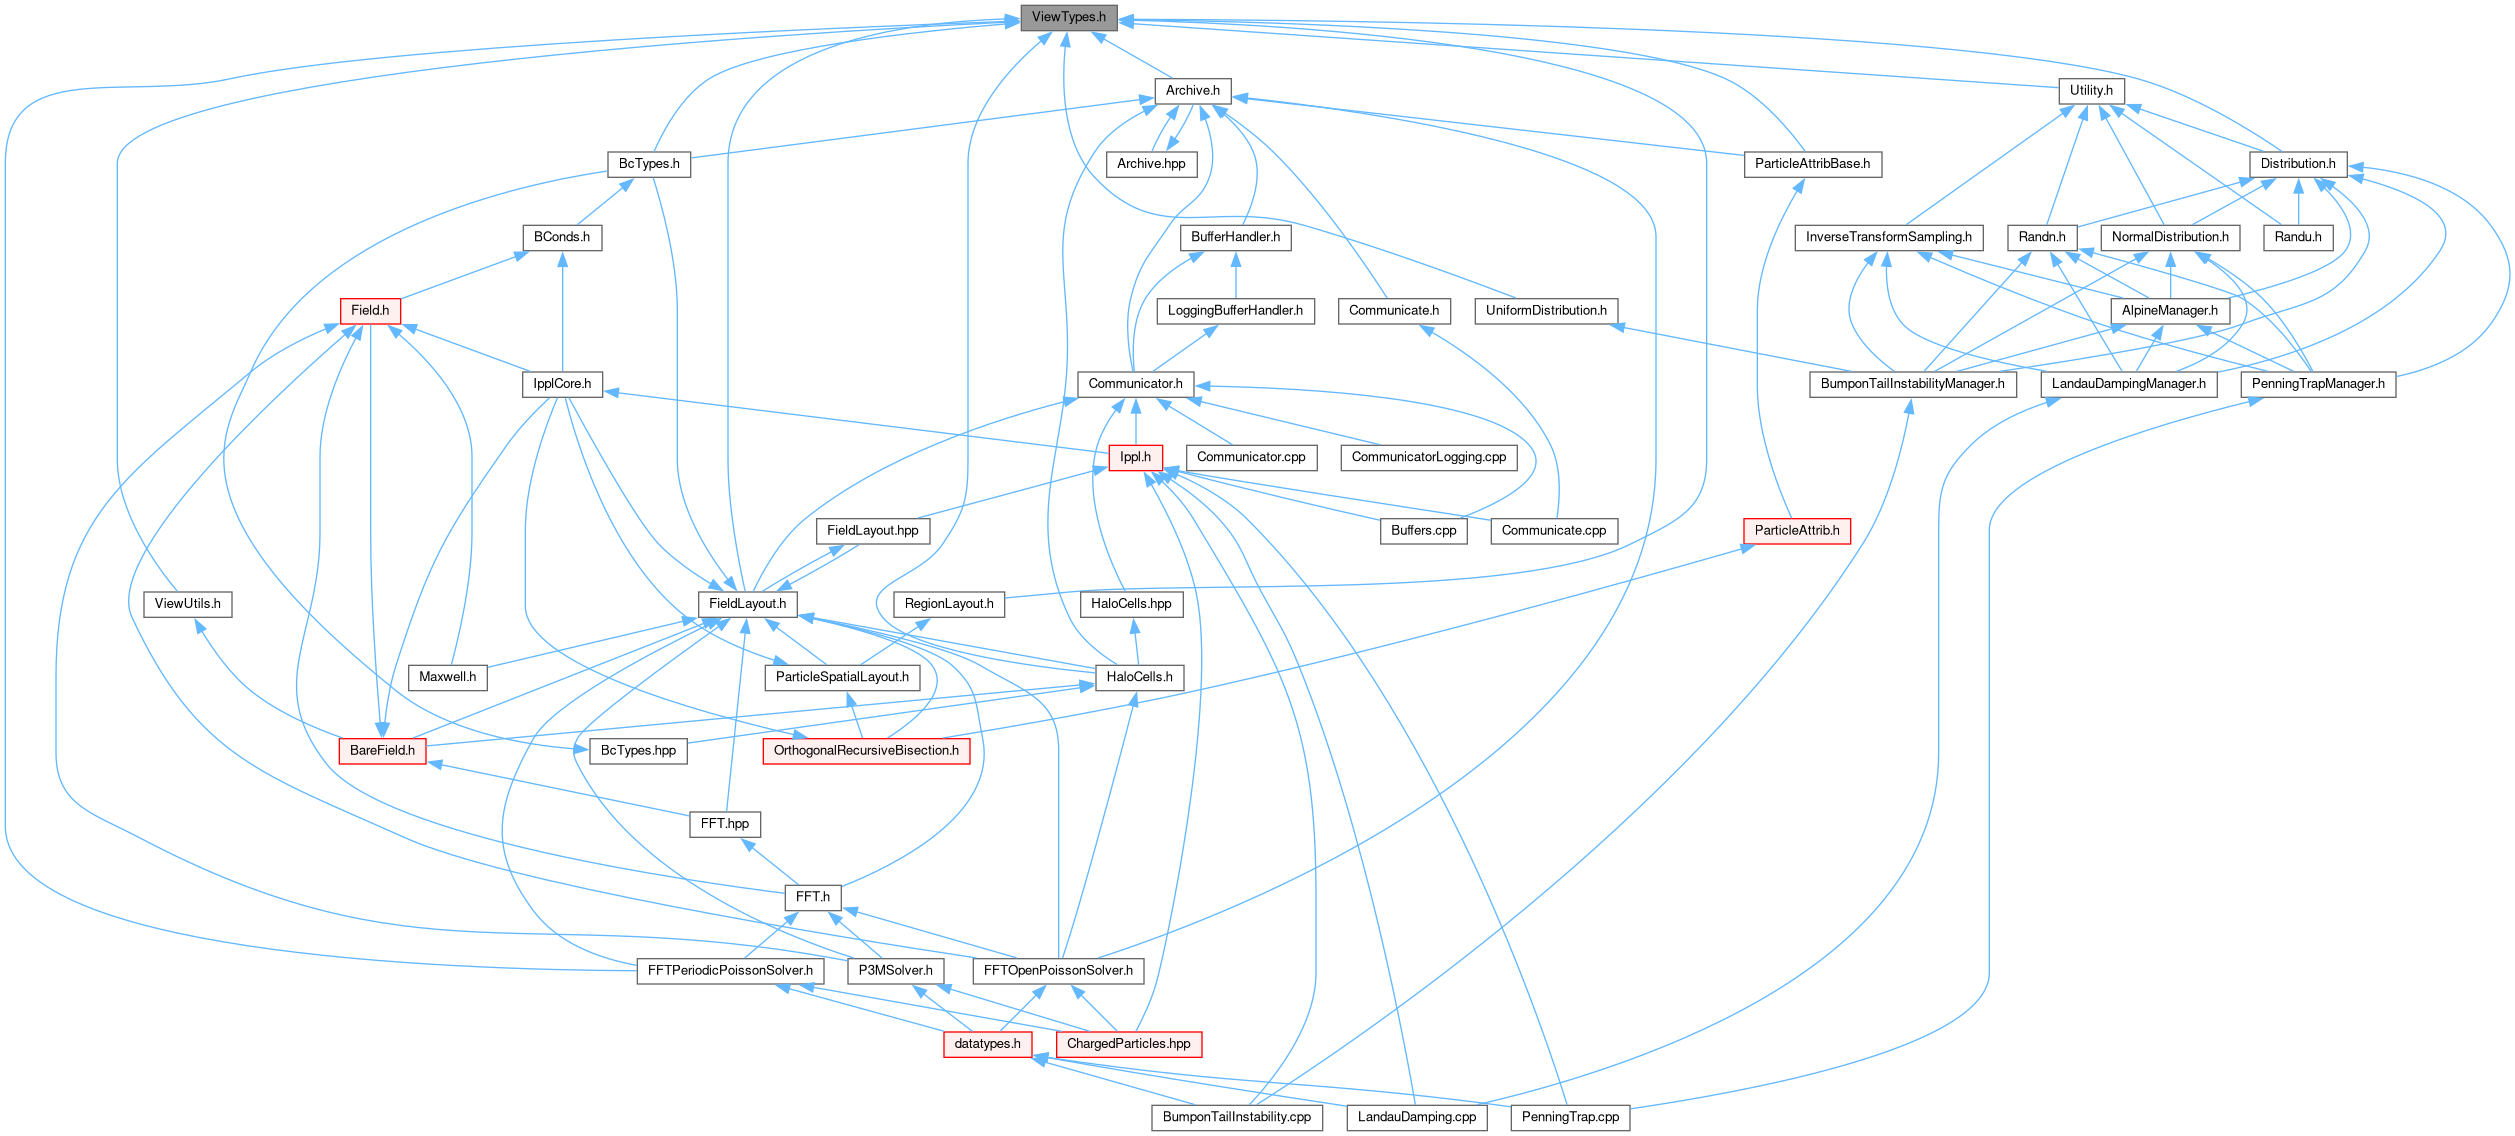 ViewTypes.h
Archive.h
Utility.h
BcTypes.h
Archive.hpp
ParticleAttribBase.h
Distribution.h
BConds.h
BufferHandler.h
InverseTransformSampling.h
Randn.h
NormalDistribution.h
Randu.h
Field.h
LoggingBufferHandler.h
Communicate.h
UniformDistribution.h
AlpineManager.h
IpplCore.h
Communicator.h
BumponTailInstabilityManager.h
LandauDampingManager.h
PenningTrapManager.h
Ippl.h
Communicator.cpp
CommunicatorLogging.cpp
FieldLayout.hpp
Buffers.cpp
Communicate.cpp
ParticleAttrib.h
ViewUtils.h
FieldLayout.h
RegionLayout.h
HaloCells.hpp
Maxwell.h
ParticleSpatialLayout.h
HaloCells.h
BareField.h
BcTypes.hpp
OrthogonalRecursiveBisection.h
FFT.hpp
FFT.h
FFTPeriodicPoissonSolver.h
P3MSolver.h
FFTOpenPoissonSolver.h
datatypes.h
ChargedParticles.hpp
BumponTailInstability.cpp
LandauDamping.cpp
PenningTrap.cpp